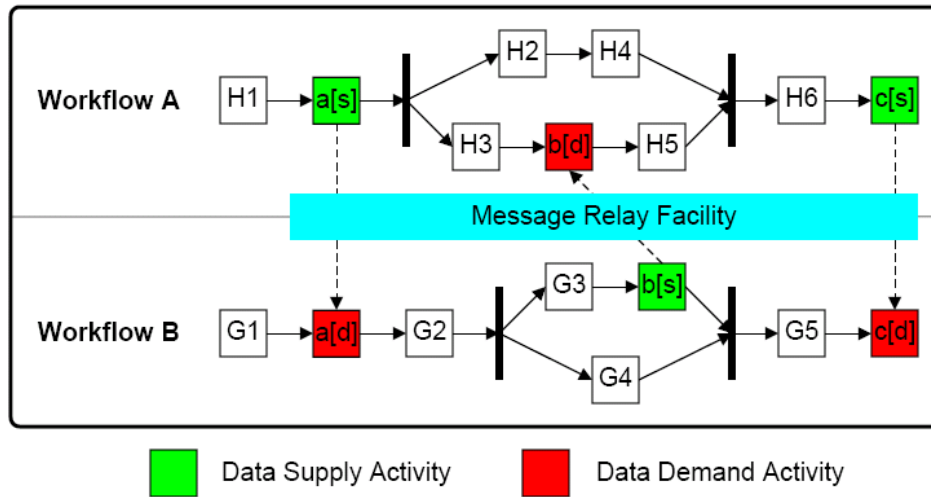 H2 H4
Workflow A H1 a[s] H6 c[s]
H3 b[d] H5
Message Relay Facility
G3 b[s]
Workflow B G1 a[d] G2 G5 c[d]
G4
Data Supply Activity Data Demand Activity